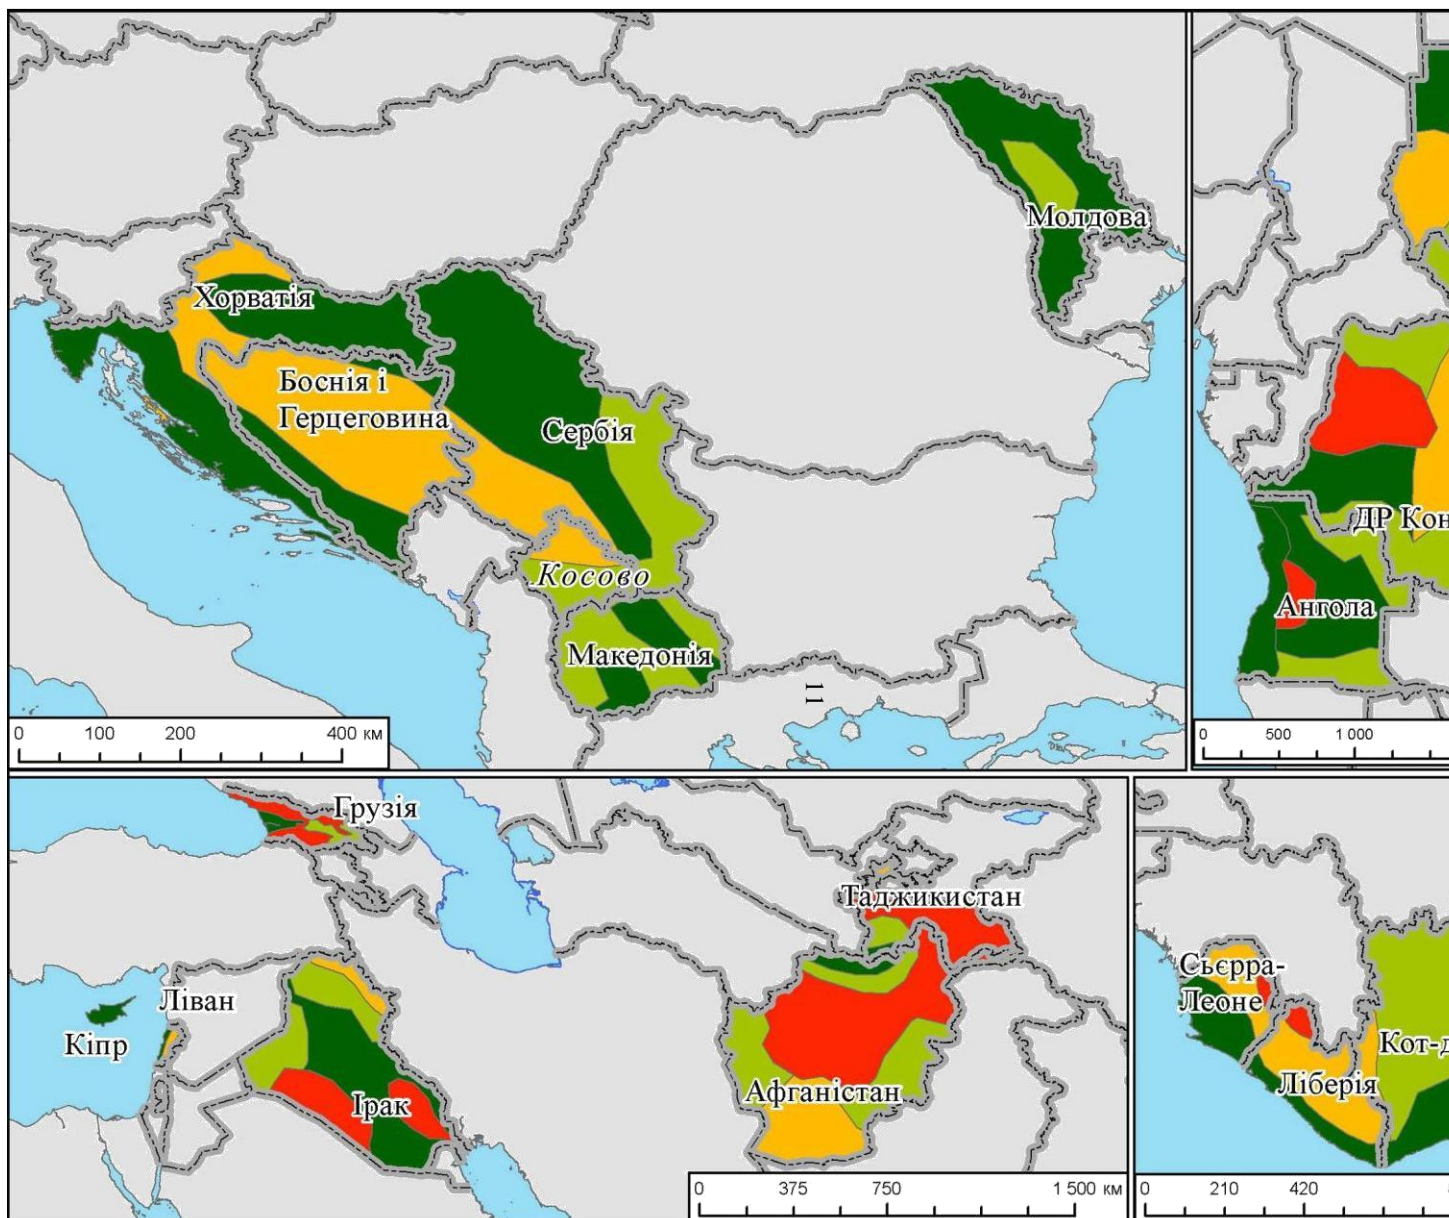 Молдова
Хорватія
Боснія і
Герцеговина
Сербія
Косово
Македонія
11
0 100 200 400 км
ДР Кон
Ангола
0 500 1 000
Грузія
Таджикистан
Ліван
Кіпр
Ірак
Афганістан
0 375 750 1 500 км
Сьєрра-
Леоне
Кот-д
Ліберія
0 210 420